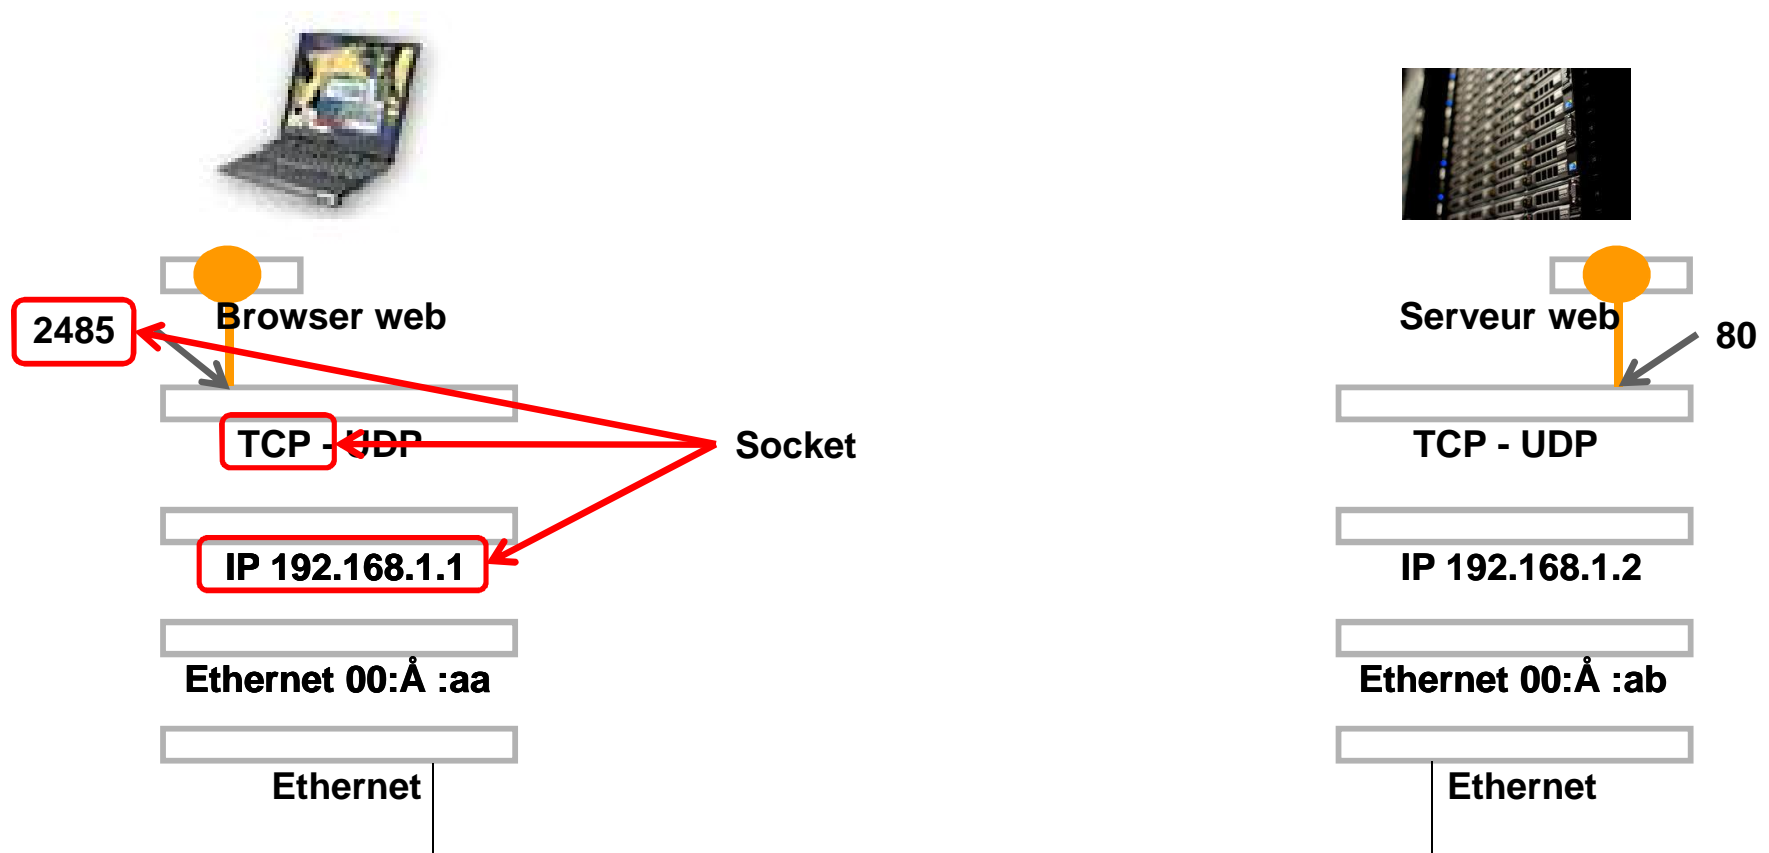 Browser web
Serveur web
2485
80
TCP - UDP
Socket
TCP - UDP
IP 192.168.1.1
IP 192.168.1.2
Ethernet 00:Å :aa
Ethernet 00:Å :ab
Ethernet
Ethernet